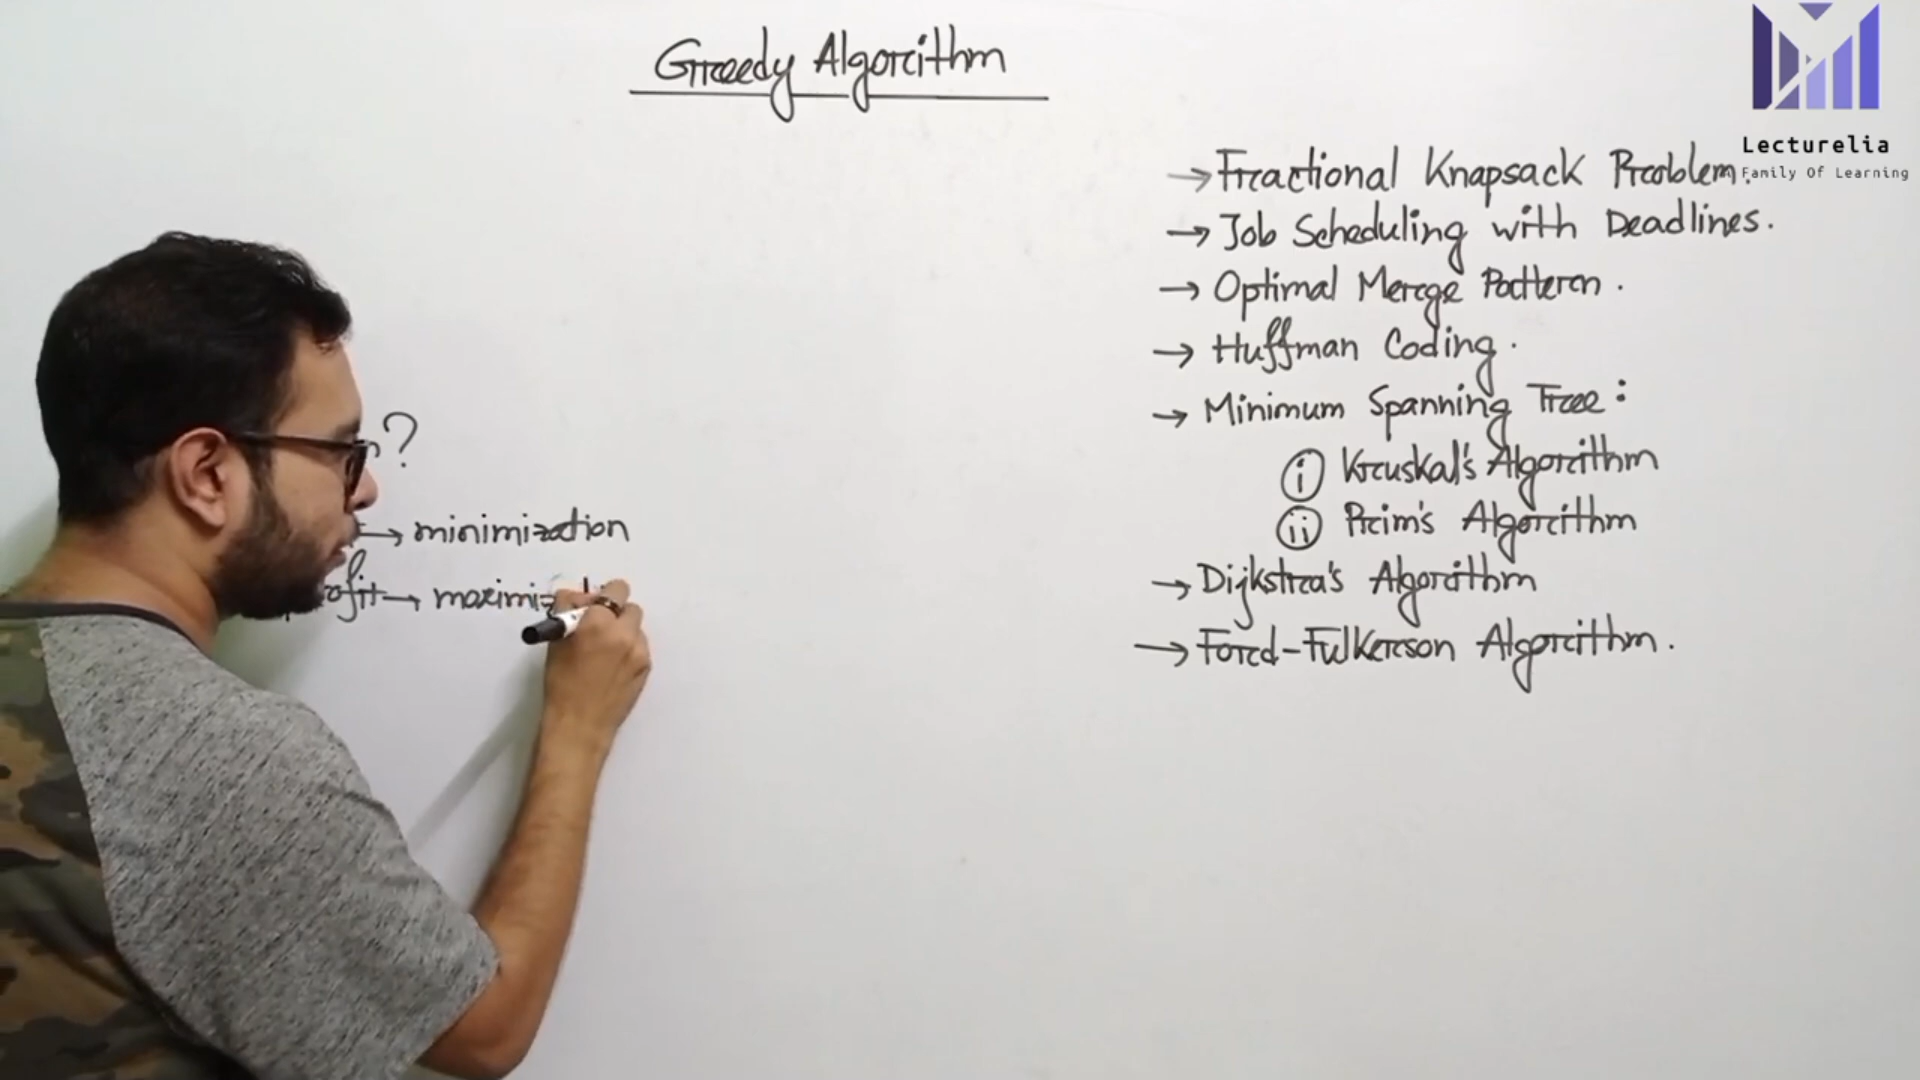 Greedy Algorithm
Lecturelia
Family Of Learning
→ Fractional Knapsack Problem.
→ Job Scheduling with Deadlines.
→ Optimal Merge Pattern.
→ Huffman Coding.
→ Minimum Spanning Tree:
i Kruskal's Algorithm
ii Prim's Algorithm
→ Dijkstra's Algorithm
→ Ford-Fulkerson Algorithm.
?
→ minimization
→